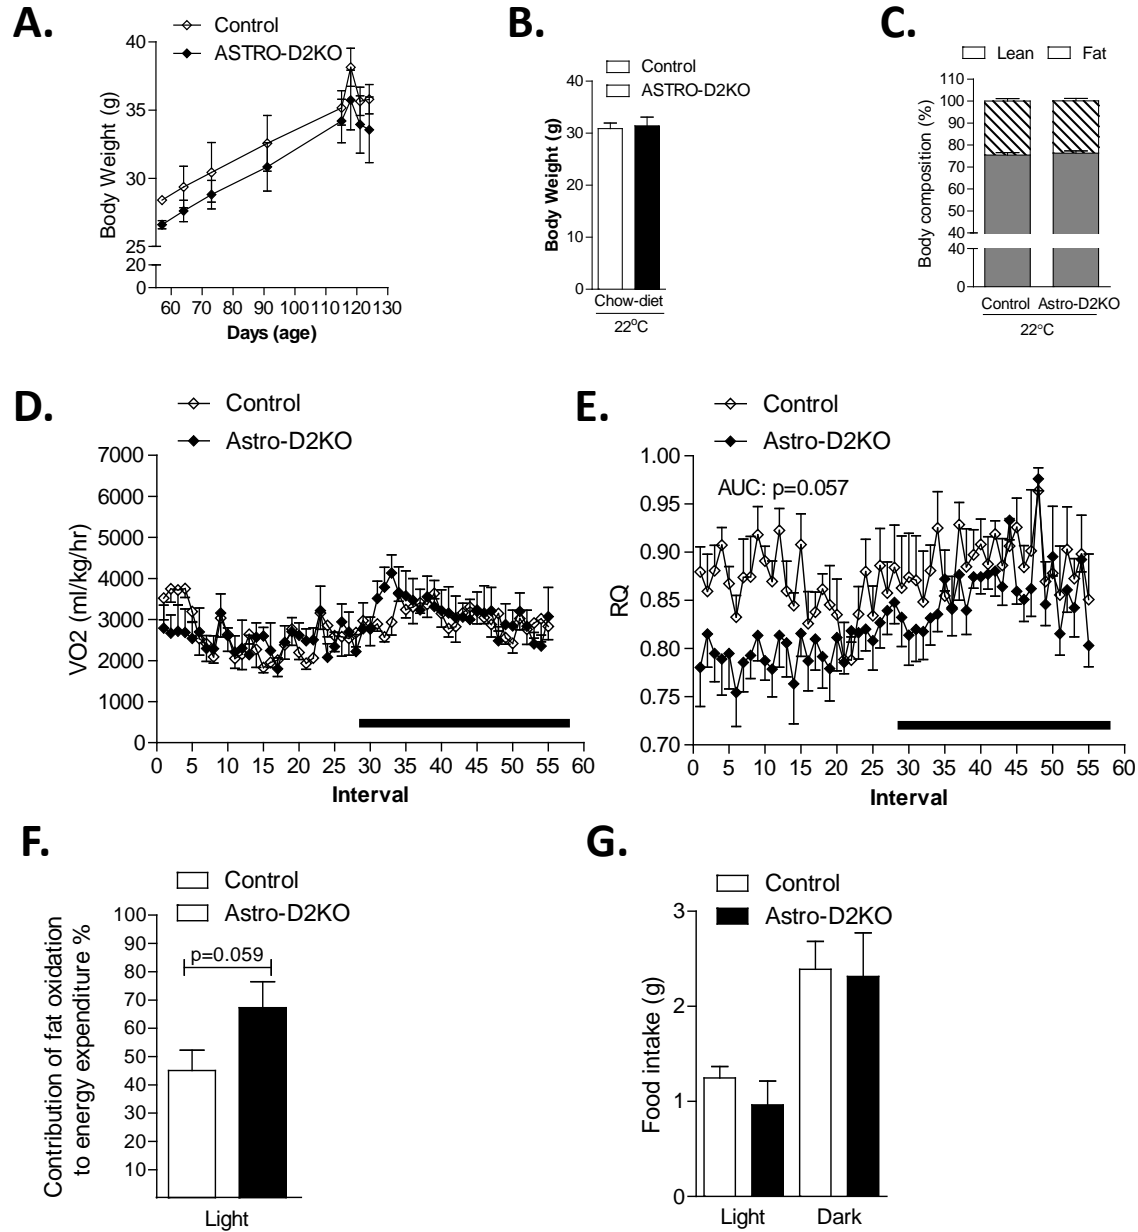 A.
Control
ASTRO-D2KO
Body Weight (g)
40
35
30
25
20
0
60 70 80 90 100 110 120 130
Days (age)
B.
Control
ASTRO-D2KO
Body Weight (g)
40
30
20
10
0
Chow-diet
22°C
C.
Lean Fat
Body composition (%)
110
100
90
80
70
60
50
40
40
0
Control Astro-D2KO
22°C
D.
Control
Astro-D2KO
VO2 (ml/kg/hr)
7000
6000
5000
4000
3000
2000
1000
0
0 5 10 15 20 25 30 35 40 45 50 55 60
Interval
E.
Control
Astro-D2KO
AUC: p=0.057
RQ
1.00
0.95
0.90
0.85
0.80
0.75
0.70
0 5 10 15 20 25 30 35 40 45 50 55 60
Interval
F.
Control
Astro-D2KO
Contribution of fat oxidation
to energy expenditure %
p=0.059
100
90
80
70
60
50
40
30
20
10
Light
G.
Control
Astro-D2KO
Food intake (g)
3
2
1
0
Light Dark